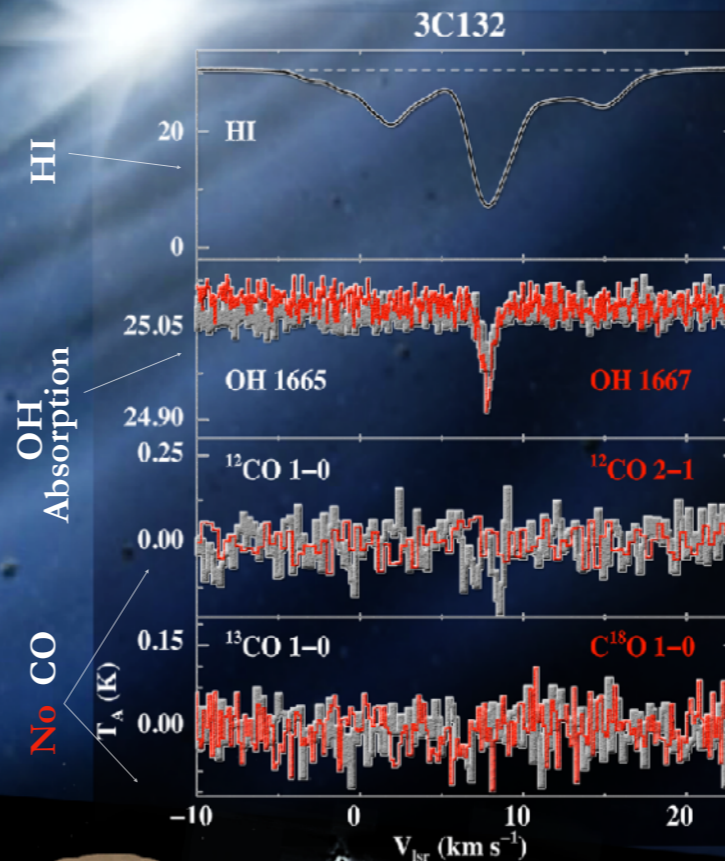 3C132
HI
20
HI
0
OH
Absorption
25.05
OH 1665
OH 1667
24.90
0.25
¹²CO 1–0
¹²CO 2–1
0.00
No CO
0.15
¹³CO 1–0
C¹⁸O 1–0
T_A (K)
0.00
−10
0
10
20
V_lsr (km s⁻¹)